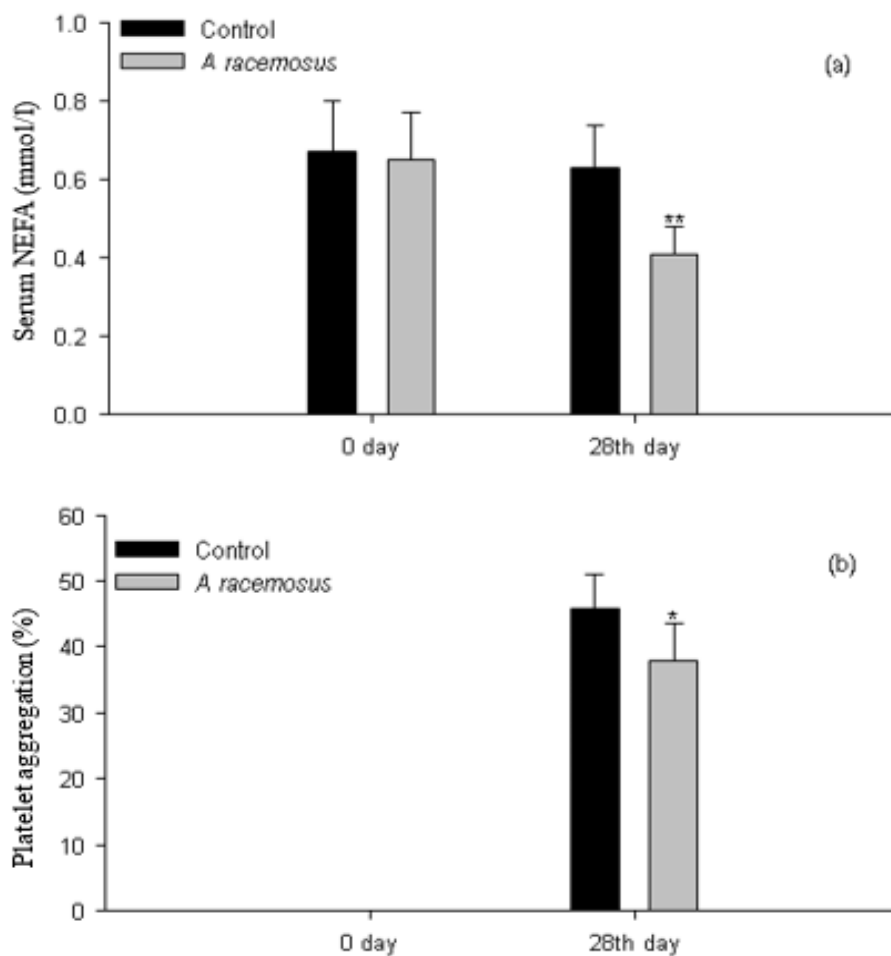 1.0
Control
A racemosus
(a)
0.8
0.6
0.4
0.2
0.0
**
Serum NEFA (mmol/l)
0 day 28th day
60
Control
A racemosus
(b)
50
40
30
20
10
0
*
Platelet aggregation (%)
0 day 28th day